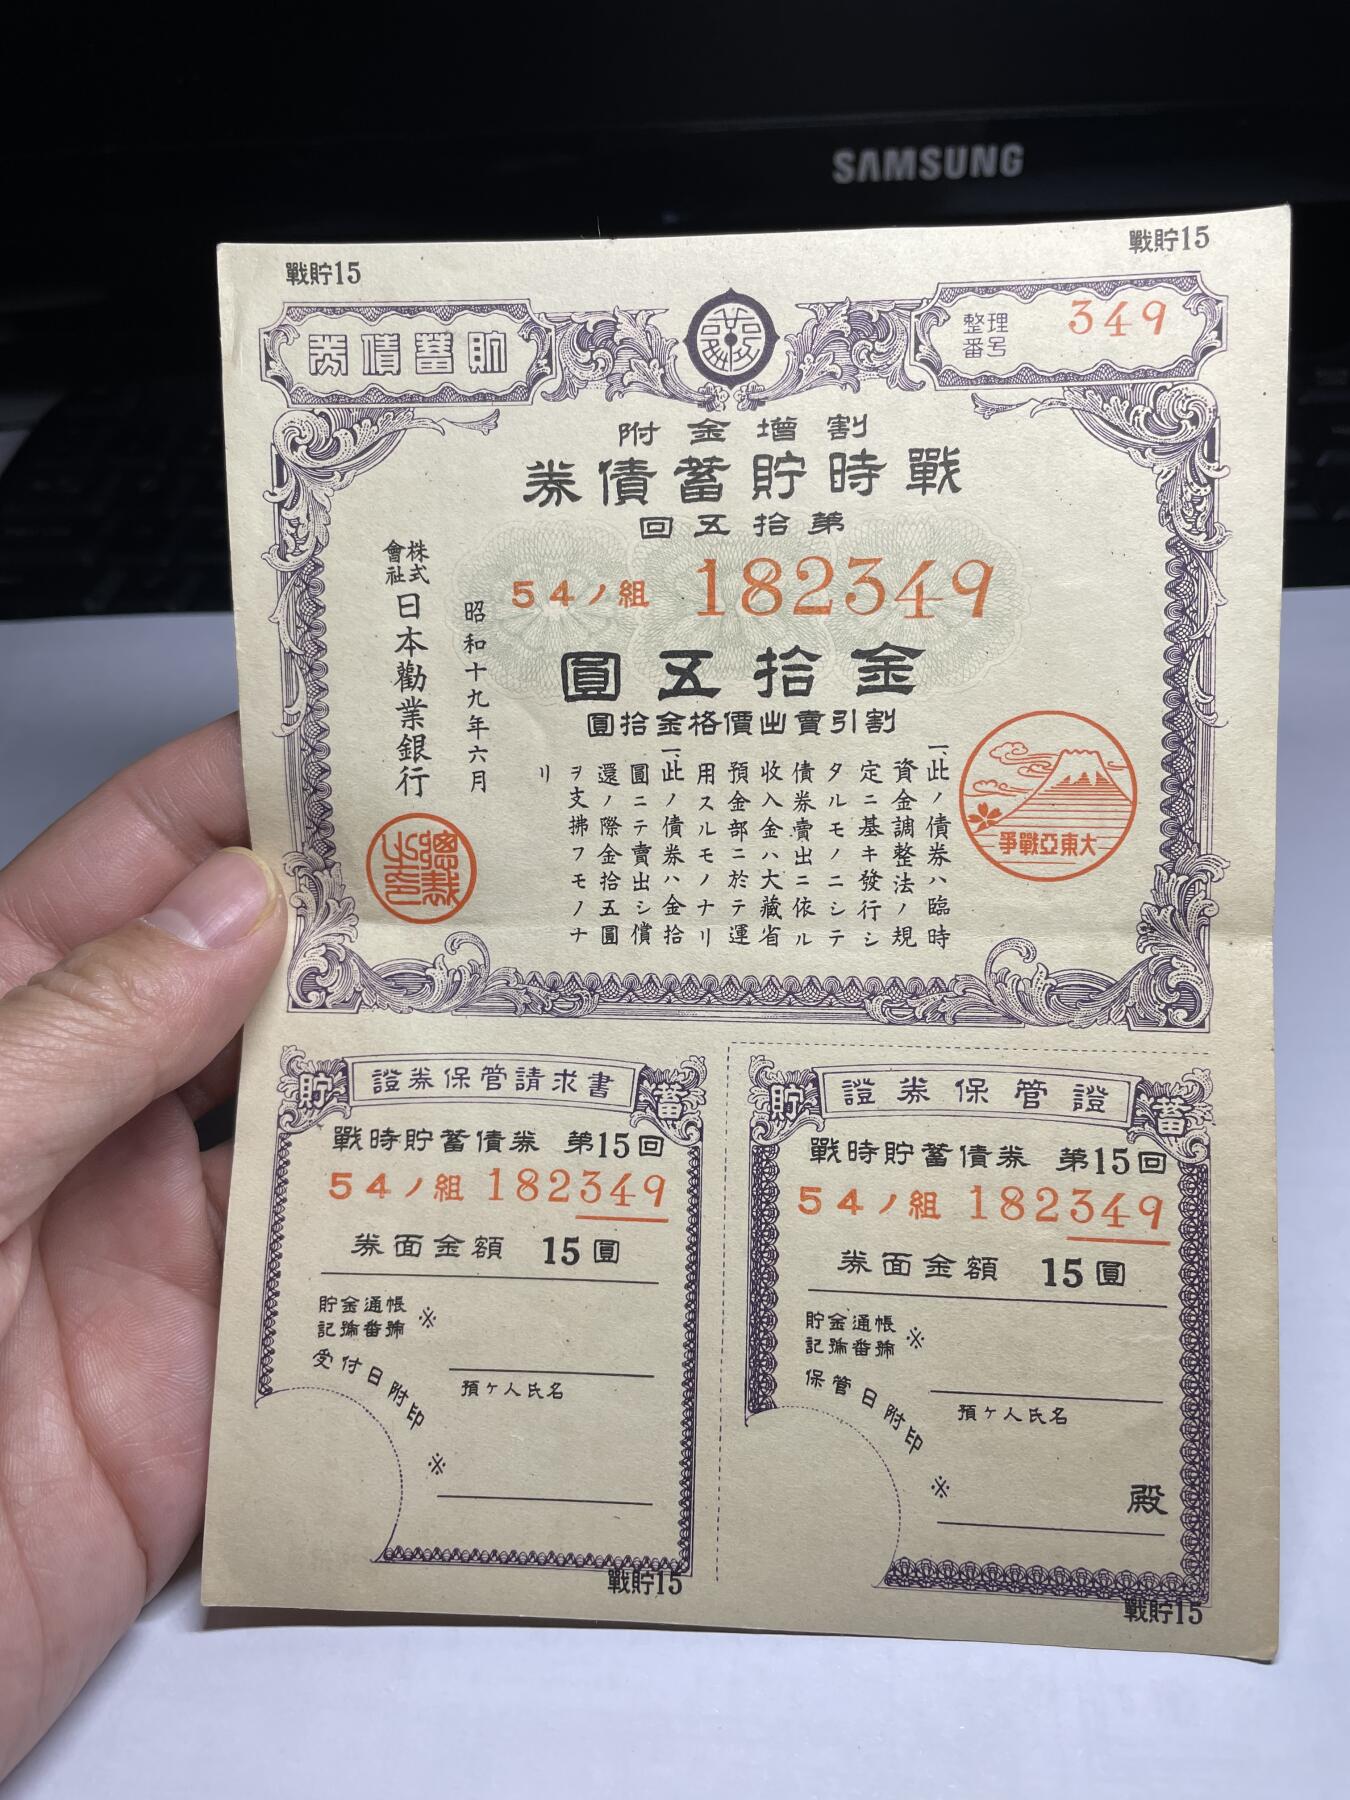 SAMSUNG
戰貯15
戰貯15
貯蓄債券
整理番号
349
割增金附
戰時貯蓄債券
第拾五回
54ノ組 182349
金拾五圓
割引賣出價格金拾圓
一、此ノ債券ハ臨時
資金調整法ノ規
定ニ基キ發行シ
タルモノニシテ
債券賣出ニ依ル
收入金ハ大藏省
預金部ニ於テ運
用スルモノナリ
一、此ノ債券ハ金拾
圓ニテ賣出シ償
還ノ際金拾五圓
ヲ支拂フモノナ
リ
昭和十九年六月
株式會社日本勸業銀行
總裁之印
大東亞戰爭
貯蓄
證券保管請求書
戰時貯蓄債券 第15回
54ノ組 182349
券面金額 15圓
貯金通帳
記號番號
※
受付日附印
預ケ人氏名
※
戰貯15
貯蓄
證券保管證
戰時貯蓄債券 第15回
54ノ組 182349
券面金額 15圓
貯金通帳
記號番號
※
保管日附印
預ケ人氏名
※
殿
戰貯15